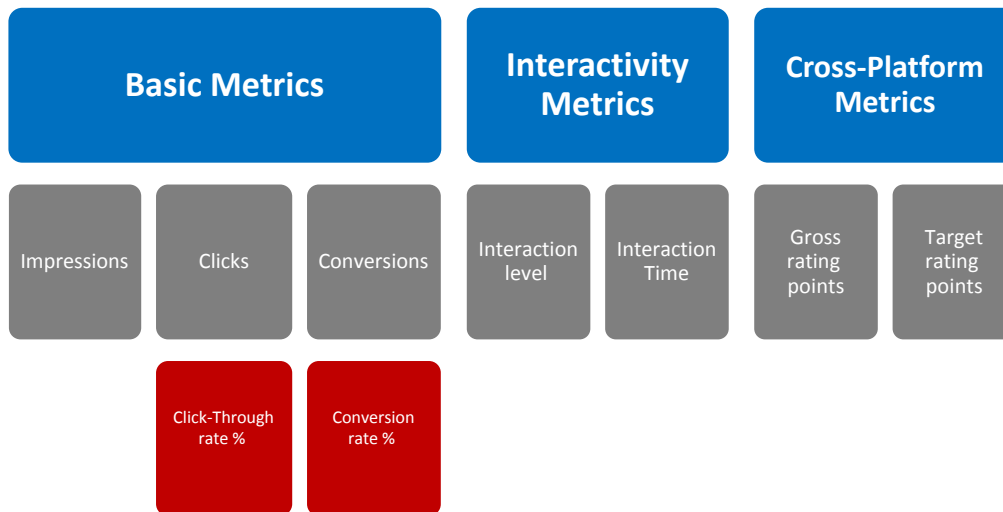 Basic Metrics
Interactivity
Metrics
Cross-Platform
Metrics
Impressions
Clicks
Conversions
Interaction
level
Interaction
Time
Gross
rating
points
Target
rating
points
Click-Through
rate %
Conversion
rate %